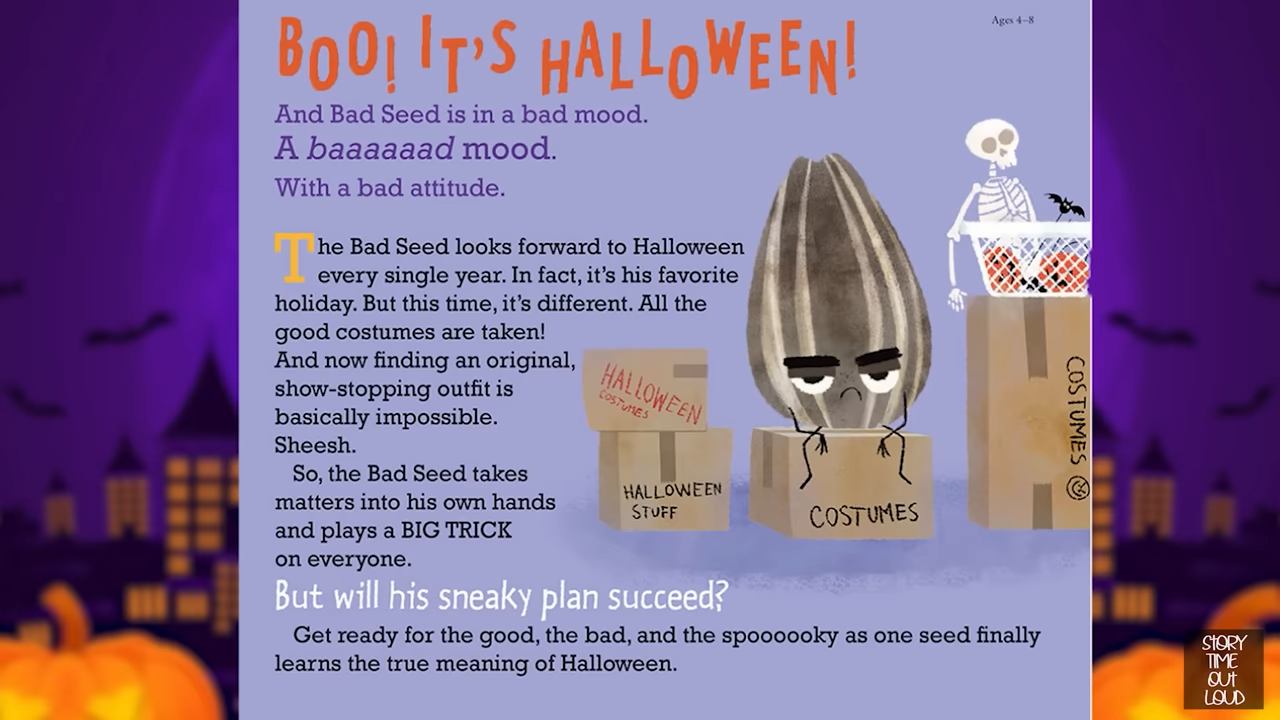 BOO! IT'S HALLOWEEN!
Ages 4–8
And Bad Seed is in a bad mood.
A baaaaaad mood.
With a bad attitude.
The Bad Seed looks forward to Halloween
every single year. In fact, it's his favorite
holiday. But this time, it's different. All the
good costumes are taken!
And now finding an original,
show-stopping outfit is
basically impossible.
Sheesh.
So, the Bad Seed takes
matters into his own hands
and plays a BIG TRICK
on everyone.
But will his sneaky plan succeed?
Get ready for the good, the bad, and the spoooooky as one seed finally
learns the true meaning of Halloween.
HALLOWEEN
COSTUMES
HALLOWEEN
STUFF
COSTUMES
COSTUMES
STORY
TIME
OUT
LOUD